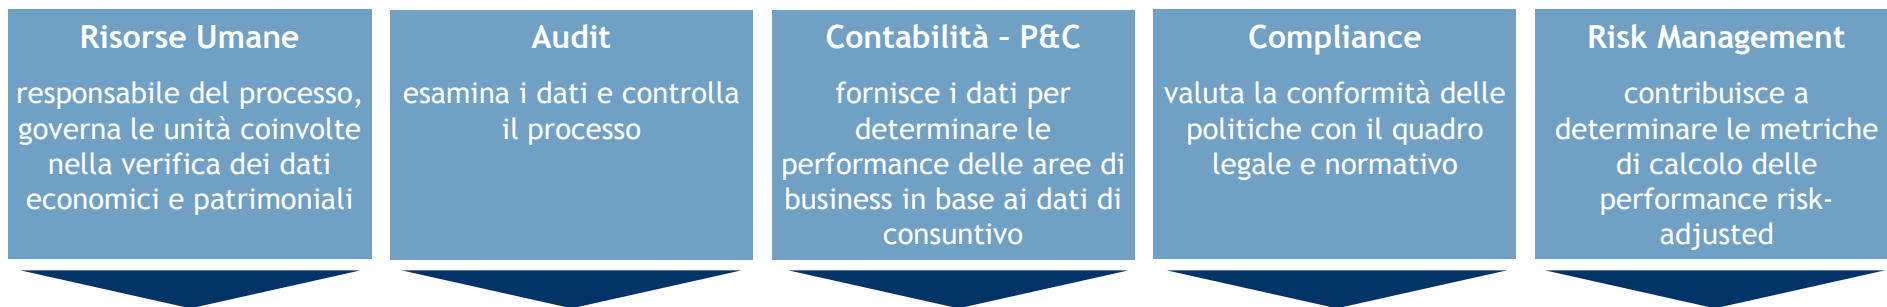 Risorse Umane
responsabile del processo,
governa le unità coinvolte
nella verifica dei dati
economici e patrimoniali
Audit
esamina i dati e controlla
il processo
Contabilità – P&C
fornisce i dati per
determinare le
performance delle aree di
business in base ai dati di
consuntivo
Compliance
valuta la conformità delle
politiche con il quadro
legale e normativo
Risk Management
contribuisce a
determinare le metriche
di calcolo delle
performance risk-
adjusted